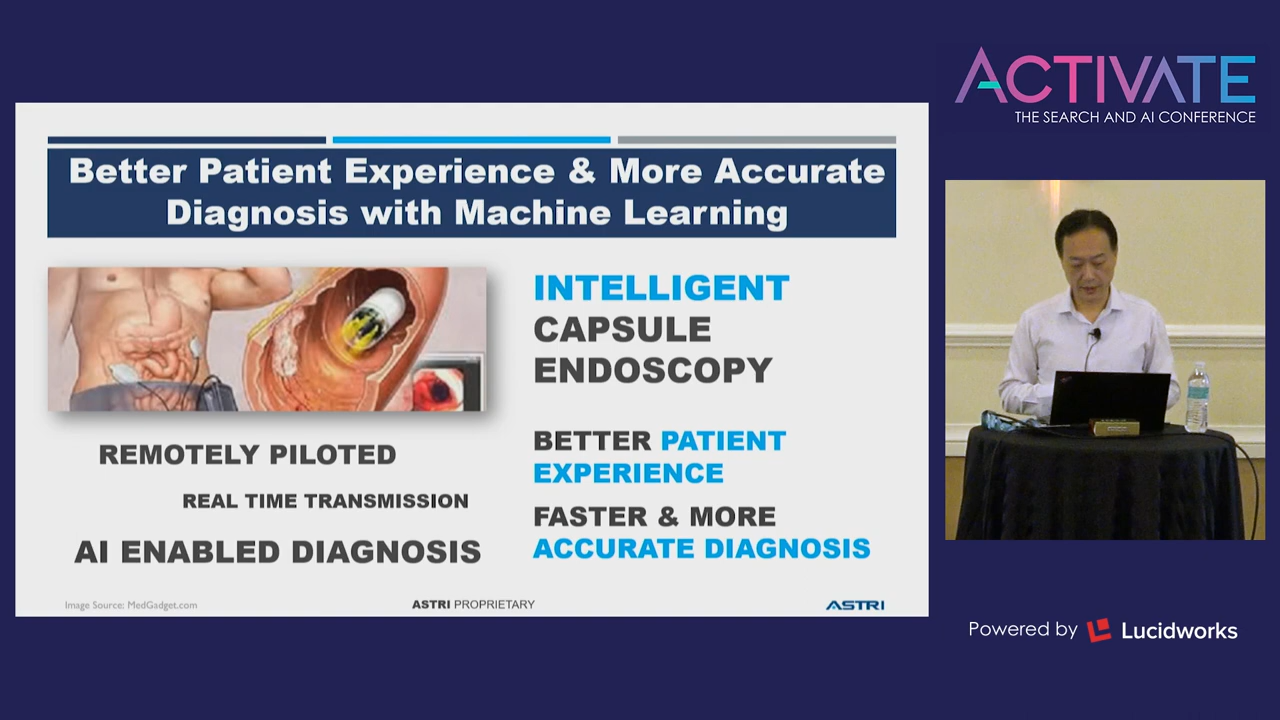 ACTIVATE
THE SEARCH AND AI CONFERENCE
Better Patient Experience & More Accurate
Diagnosis with Machine Learning
INTELLIGENT
CAPSULE
ENDOSCOPY
REMOTELY PILOTED
REAL TIME TRANSMISSION
AI ENABLED DIAGNOSIS
BETTER PATIENT
EXPERIENCE
FASTER & MORE
ACCURATE DIAGNOSIS
Image Source: MedGadget.com
ASTRI PROPRIETARY
ASTRI
Powered by Lucidworks